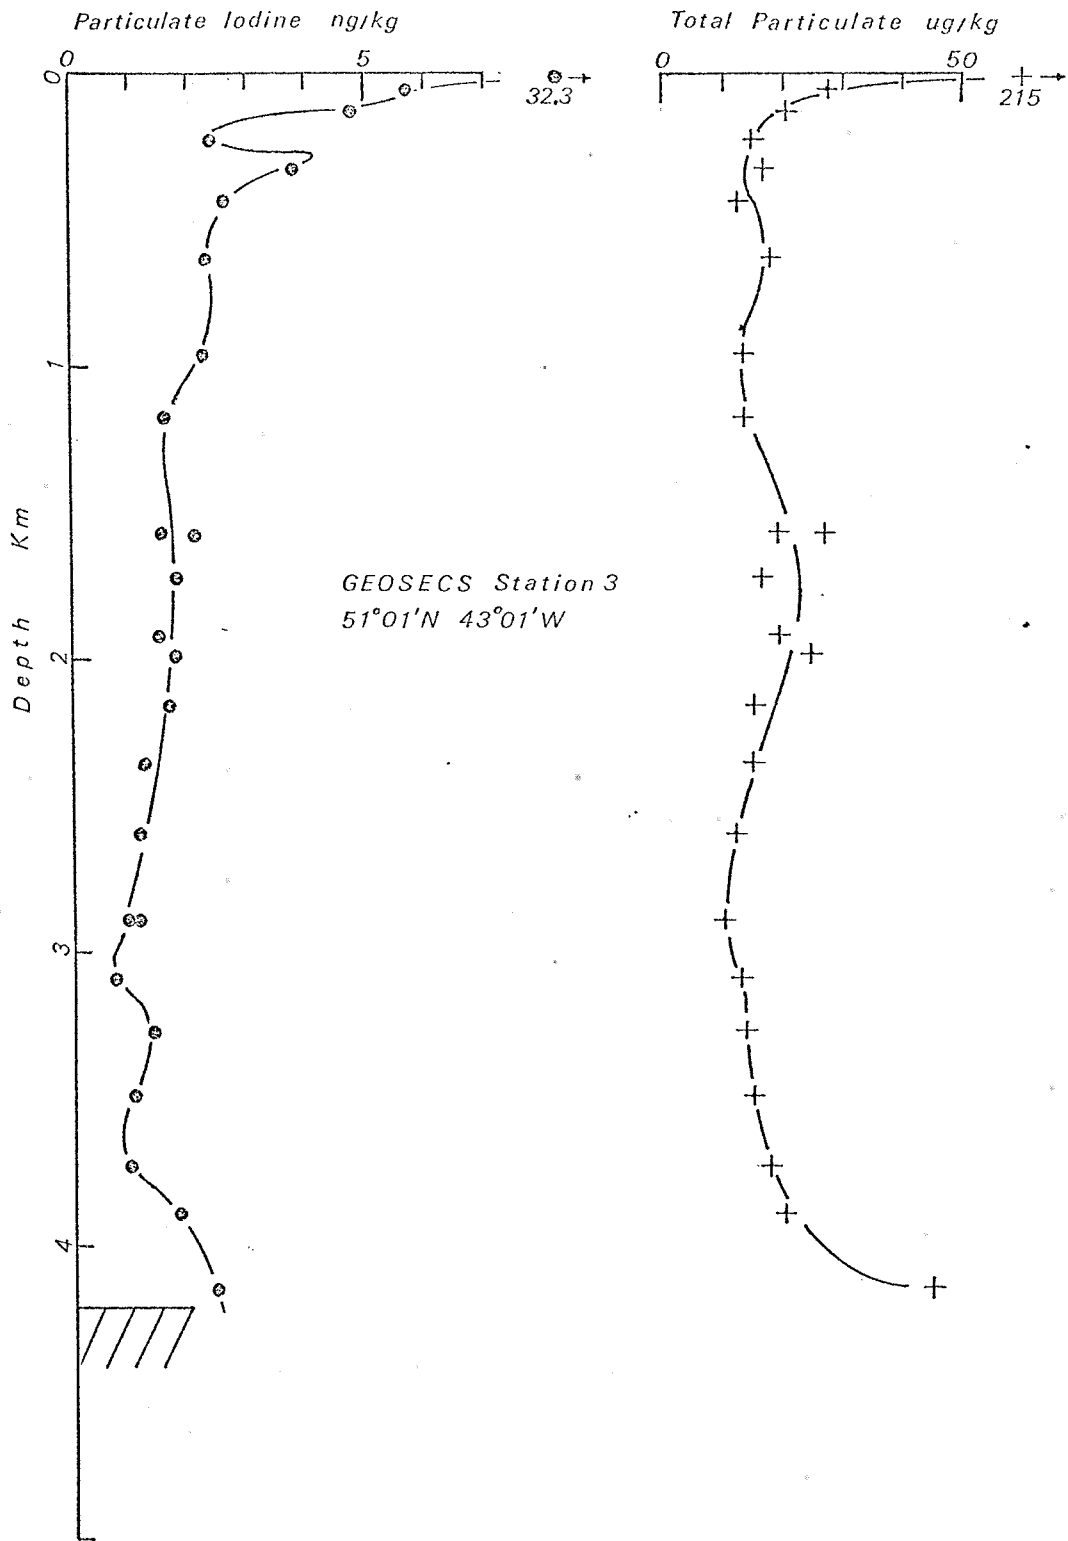 Particulate Iodine ng/kg
0 5
32.3
Total Particulate ug/kg
0 50
215
0
1
2
3
4
Depth Km
GEOSECS Station 3
51°01'N 43°01'W